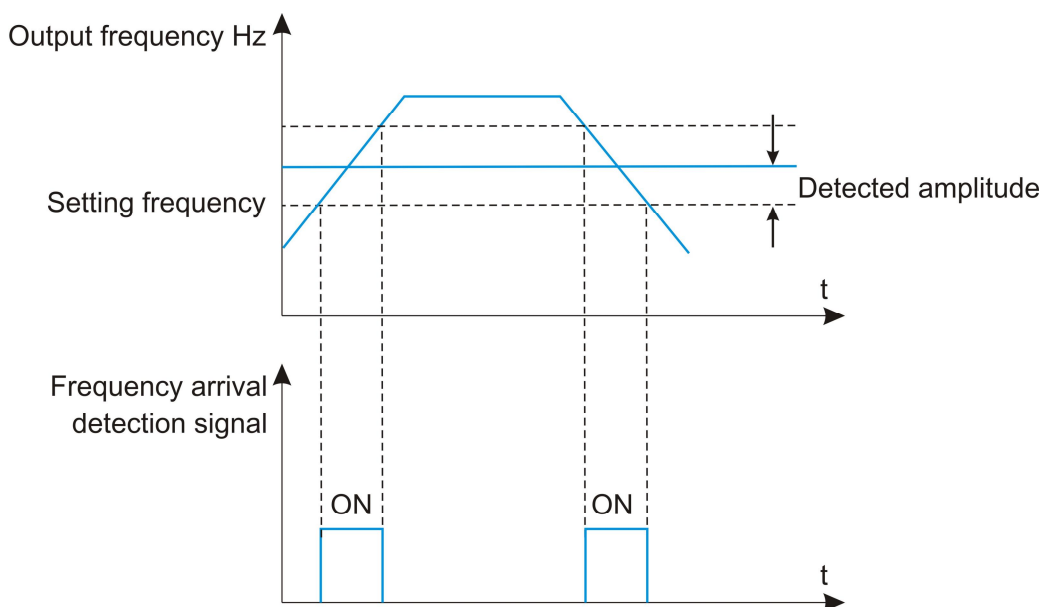 Output frequency Hz
Setting frequency
Detected amplitude
t
Frequency arrival
detection signal
ON
ON
t